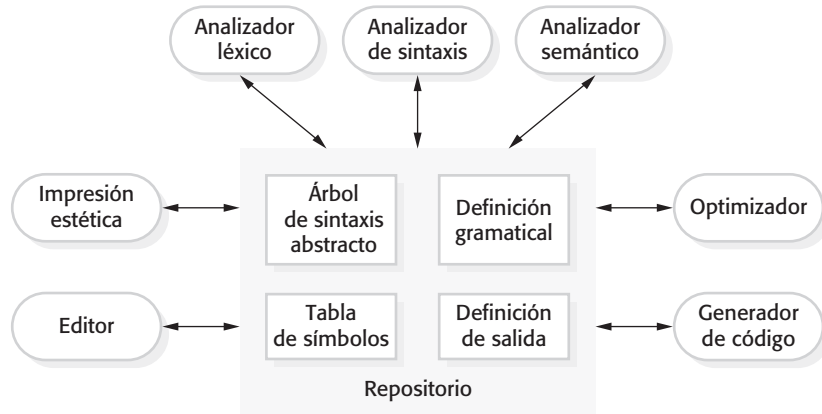 Analizador
léxico
Analizador
de sintaxis
Analizador
semántico
Impresión
estética
Árbol
de sintaxis
abstracto
Definición
gramatical
Optimizador
Editor
Tabla
de símbolos
Definición
de salida
Generador
de código
Repositorio